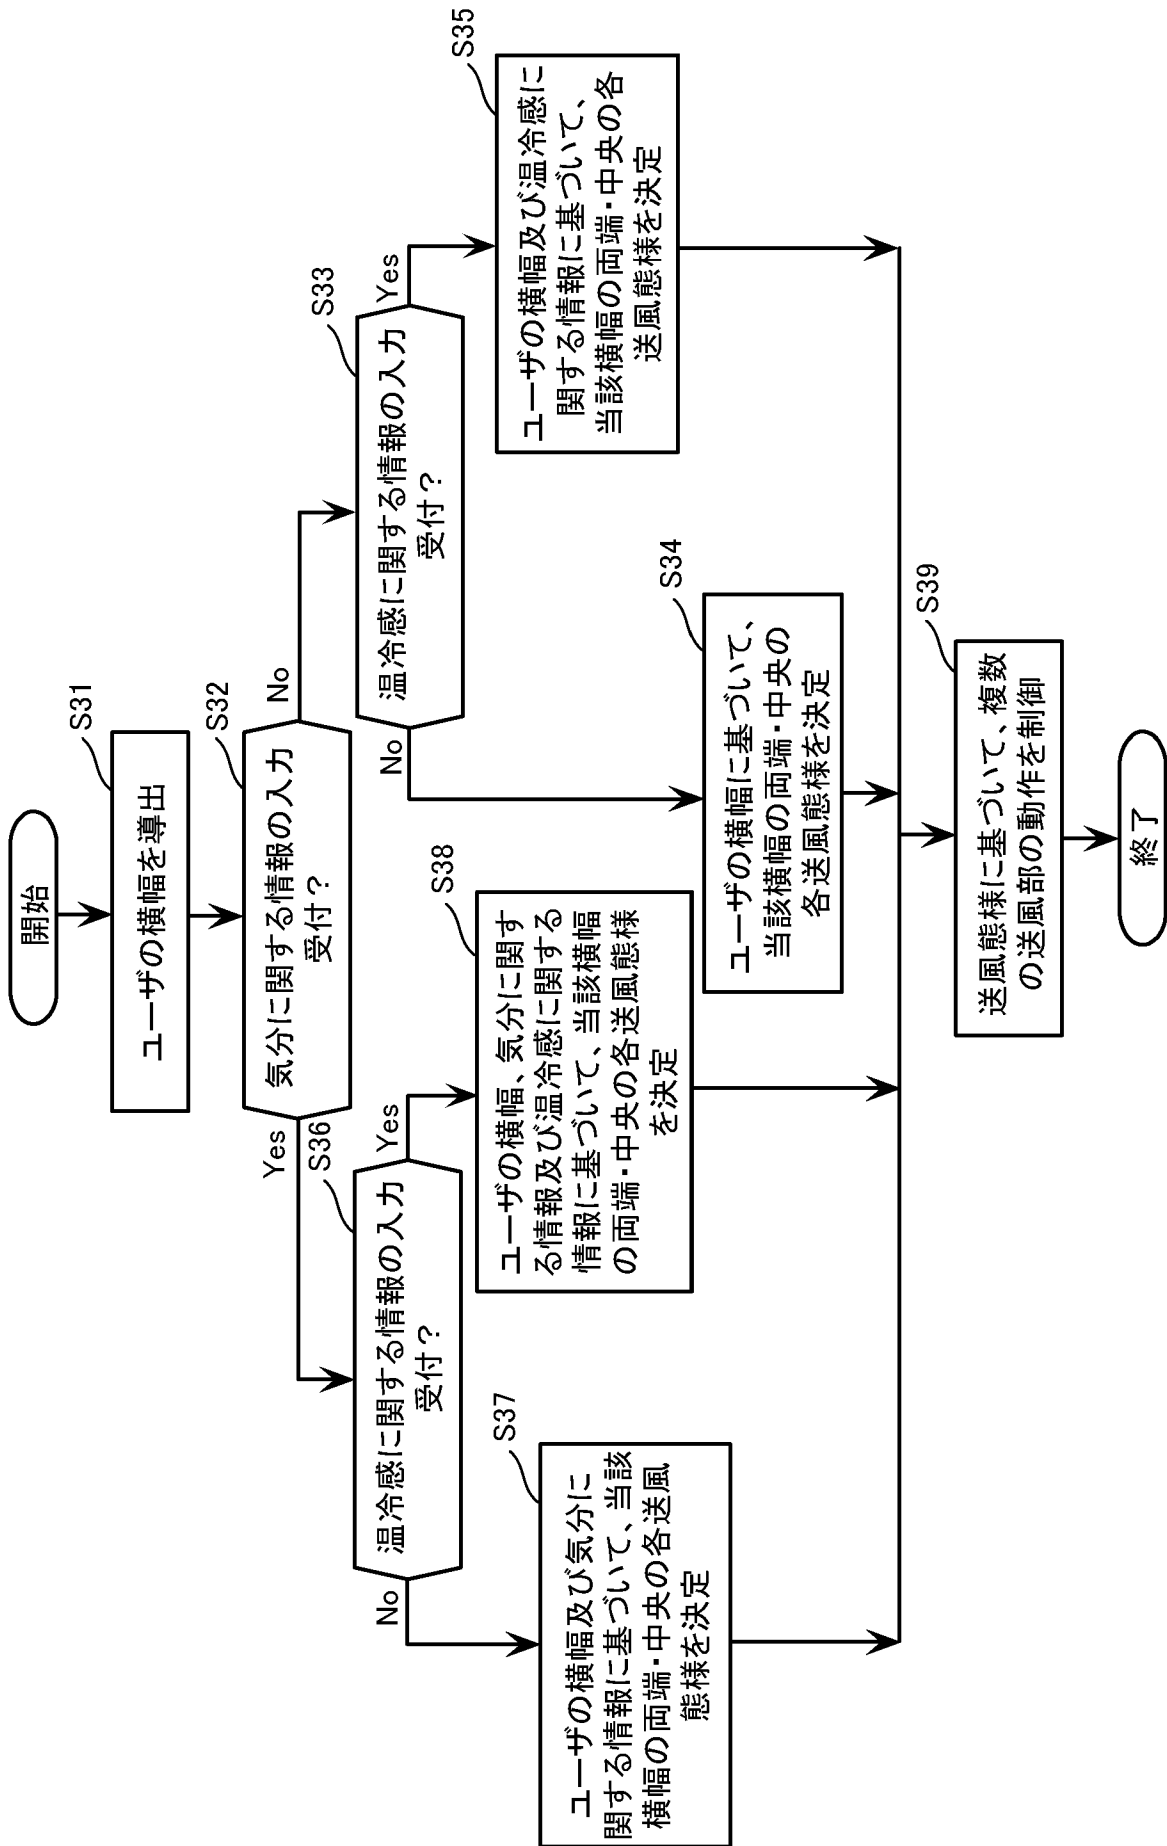 開始
S31
ユーザの横幅を導出
S32
気分に関する情報の入力
受付？
Yes
No
S36
温冷感に関する情報の入力
受付？
No
Yes
S33
温冷感に関する情報の入力
受付？
No
Yes
S37
ユーザの横幅及び気分に
関する情報に基づいて、当該
横幅の両端・中央の各送風
態様を決定
S38
ユーザの横幅、気分に関す
る情報及び温冷感に関する
情報に基づいて、当該横幅
の両端・中央の各送風態様
を決定
S34
ユーザの横幅に基づいて、
当該横幅の両端・中央の
各送風態様を決定
S35
ユーザの横幅及び温冷感に
関する情報に基づいて、
当該横幅の両端・中央の各
送風態様を決定
S39
送風態様に基づいて、複数
の送風部の動作を制御
終了